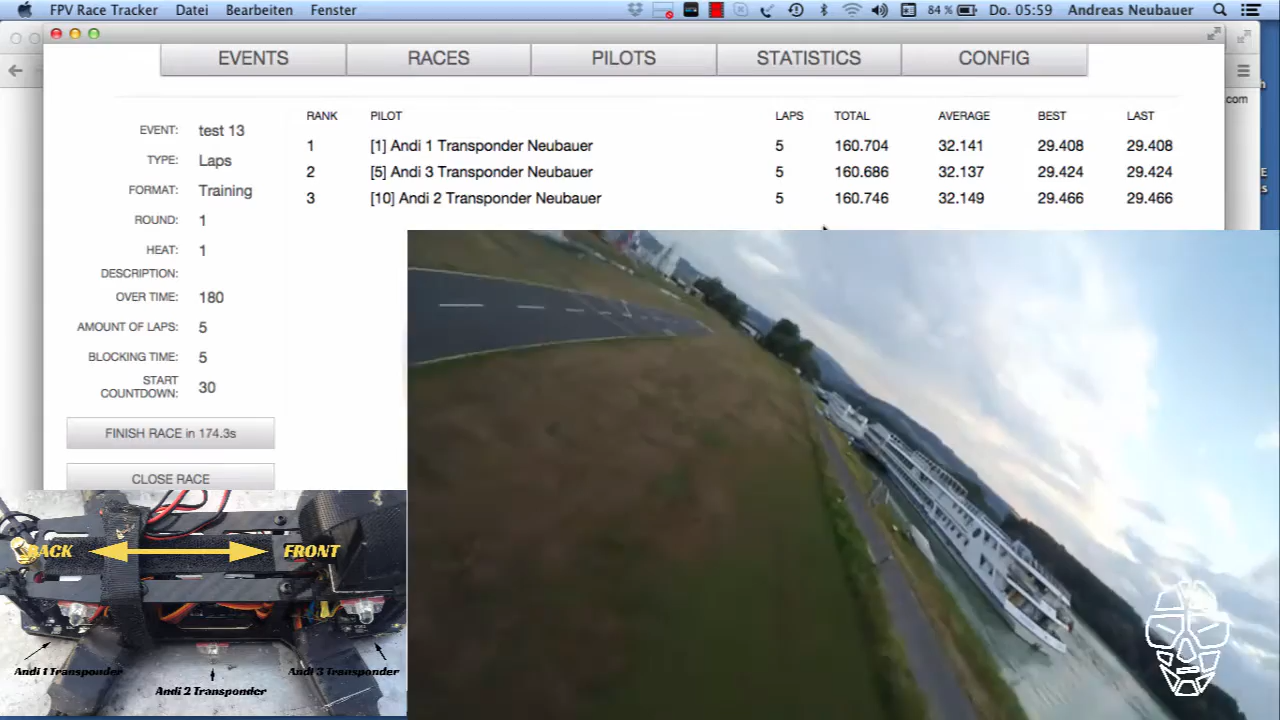 FPV Race Tracker Datei Bearbeiten Fenster 84 % Do. 05:59 Andreas Neubauer
EVENTS RACES PILOTS STATISTICS CONFIG
com
EVENT: test 13
TYPE: Laps
FORMAT: Training
ROUND: 1
HEAT: 1
DESCRIPTION:
OVER TIME: 180
AMOUNT OF LAPS: 5
BLOCKING TIME: 5
START COUNTDOWN: 30
FINISH RACE in 174.3s
CLOSE RACE
RANK PILOT LAPS TOTAL AVERAGE BEST LAST
1 [1] Andi 1 Transponder Neubauer 5 160.704 32.141 29.408 29.408
2 [5] Andi 3 Transponder Neubauer 5 160.686 32.137 29.424 29.424
3 [10] Andi 2 Transponder Neubauer 5 160.746 32.149 29.466 29.466
BACK FRONT
Andi 1 Transponder
Andi 2 Transponder
Andi 3 Transponder